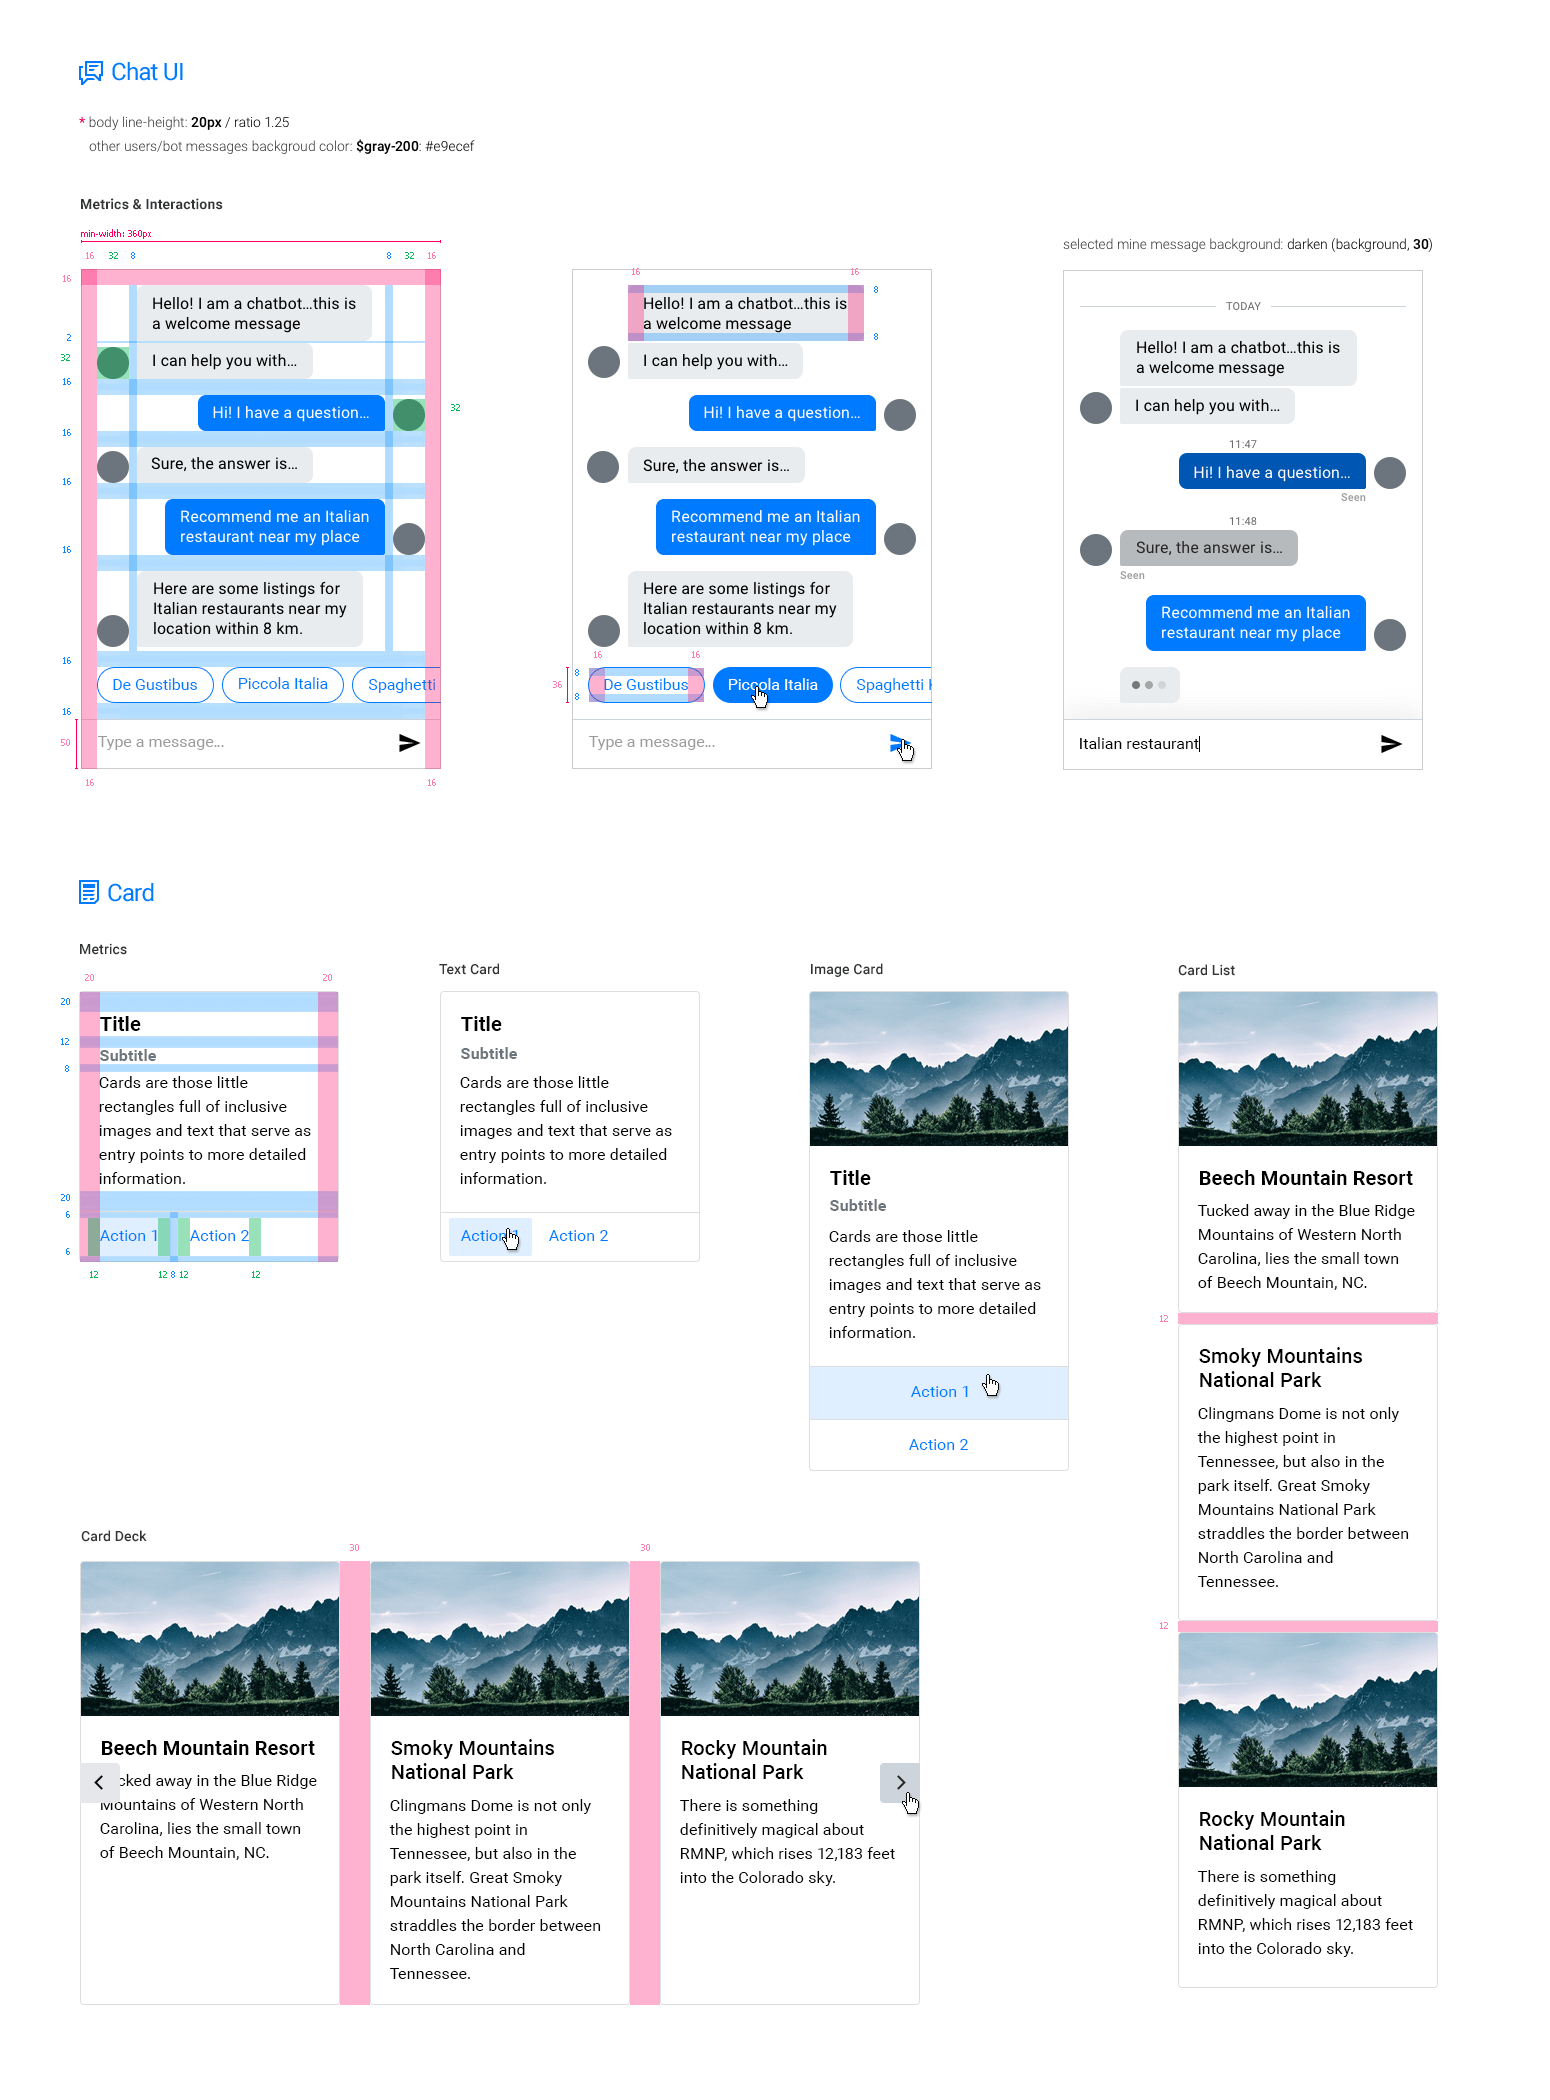 Chat UI
* body line-height: 20px / ratio 1.25
other users/bot messages backgroud color: $gray-200: #e9ecef
Metrics & Interactions
min-width: 360px
16 32 8 8 32 16
16
Hello! I am a chatbot...this is
a welcome message
2
32
I can help you with...
16
Hi! I have a question...
32
16
Sure, the answer is...
16
Recommend me an Italian
restaurant near my place
16
Here are some listings for
Italian restaurants near my
location within 8 km.
16
De Gustibus
Piccola Italia
Spaghetti
16
50
Type a message...
16 16
16 16
8
Hello! I am a chatbot...this is
a welcome message
8
I can help you with...
Hi! I have a question...
Sure, the answer is...
Recommend me an Italian
restaurant near my place
Here are some listings for
Italian restaurants near my
location within 8 km.
16 16
36
8
8
De Gustibus
Piccola Italia
Spaghetti
Type a message...
selected mine message background: darken (background, 30)
TODAY
Hello! I am a chatbot...this is
a welcome message
I can help you with...
11:47
Hi! I have a question...
Seen
11:48
Sure, the answer is...
Seen
Recommend me an Italian
restaurant near my place
Italian restaurant
Card
Metrics
20 20
20
Title
12
Subtitle
8
Cards are those little
rectangles full of inclusive
images and text that serve as
entry points to more detailed
information.
20
6
Action 1
Action 2
6
12 12 8 12 12
Text Card
Title
Subtitle
Cards are those little
rectangles full of inclusive
images and text that serve as
entry points to more detailed
information.
Action 1
Action 2
Image Card
Title
Subtitle
Cards are those little
rectangles full of inclusive
images and text that serve as
entry points to more detailed
information.
Action 1
Action 2
Card List
Beech Mountain Resort
Tucked away in the Blue Ridge
Mountains of Western North
Carolina, lies the small town
of Beech Mountain, NC.
12
Smoky Mountains
National Park
Clingmans Dome is not only
the highest point in
Tennessee, but also in the
park itself. Great Smoky
Mountains National Park
straddles the border between
North Carolina and
Tennessee.
12
Rocky Mountain
National Park
There is something
definitively magical about
RMNP, which rises 12,183 feet
into the Colorado sky.
Card Deck
30 30
Beech Mountain Resort
cked away in the Blue Ridge
Mountains of Western North
Carolina, lies the small town
of Beech Mountain, NC.
Smoky Mountains
National Park
Clingmans Dome is not only
the highest point in
Tennessee, but also in the
park itself. Great Smoky
Mountains National Park
straddles the border between
North Carolina and
Tennessee.
Rocky Mountain
National Park
There is something
definitively magical about
RMNP, which rises 12,183 feet
into the Colorado sky.